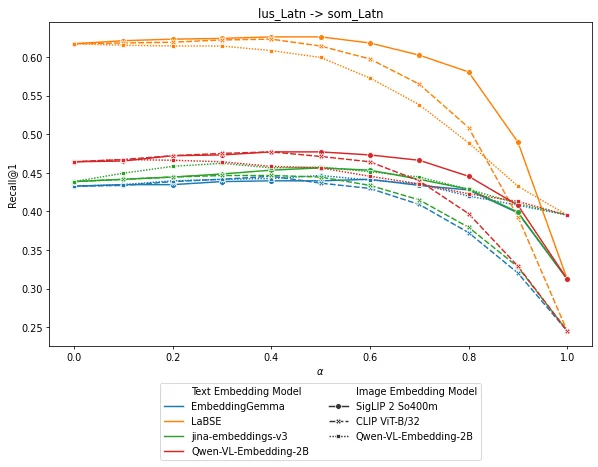 lus_Latn -> som_Latn
Recall@1
0.60
0.55
0.50
0.45
0.40
0.35
0.30
0.25
0.0 0.2 0.4 0.6 0.8 1.0
α
Text Embedding Model Image Embedding Model
EmbeddingGemma SigLIP 2 So400m
LaBSE CLIP ViT-B/32
jina-embeddings-v3 Qwen-VL-Embedding-2B
Qwen-VL-Embedding-2B